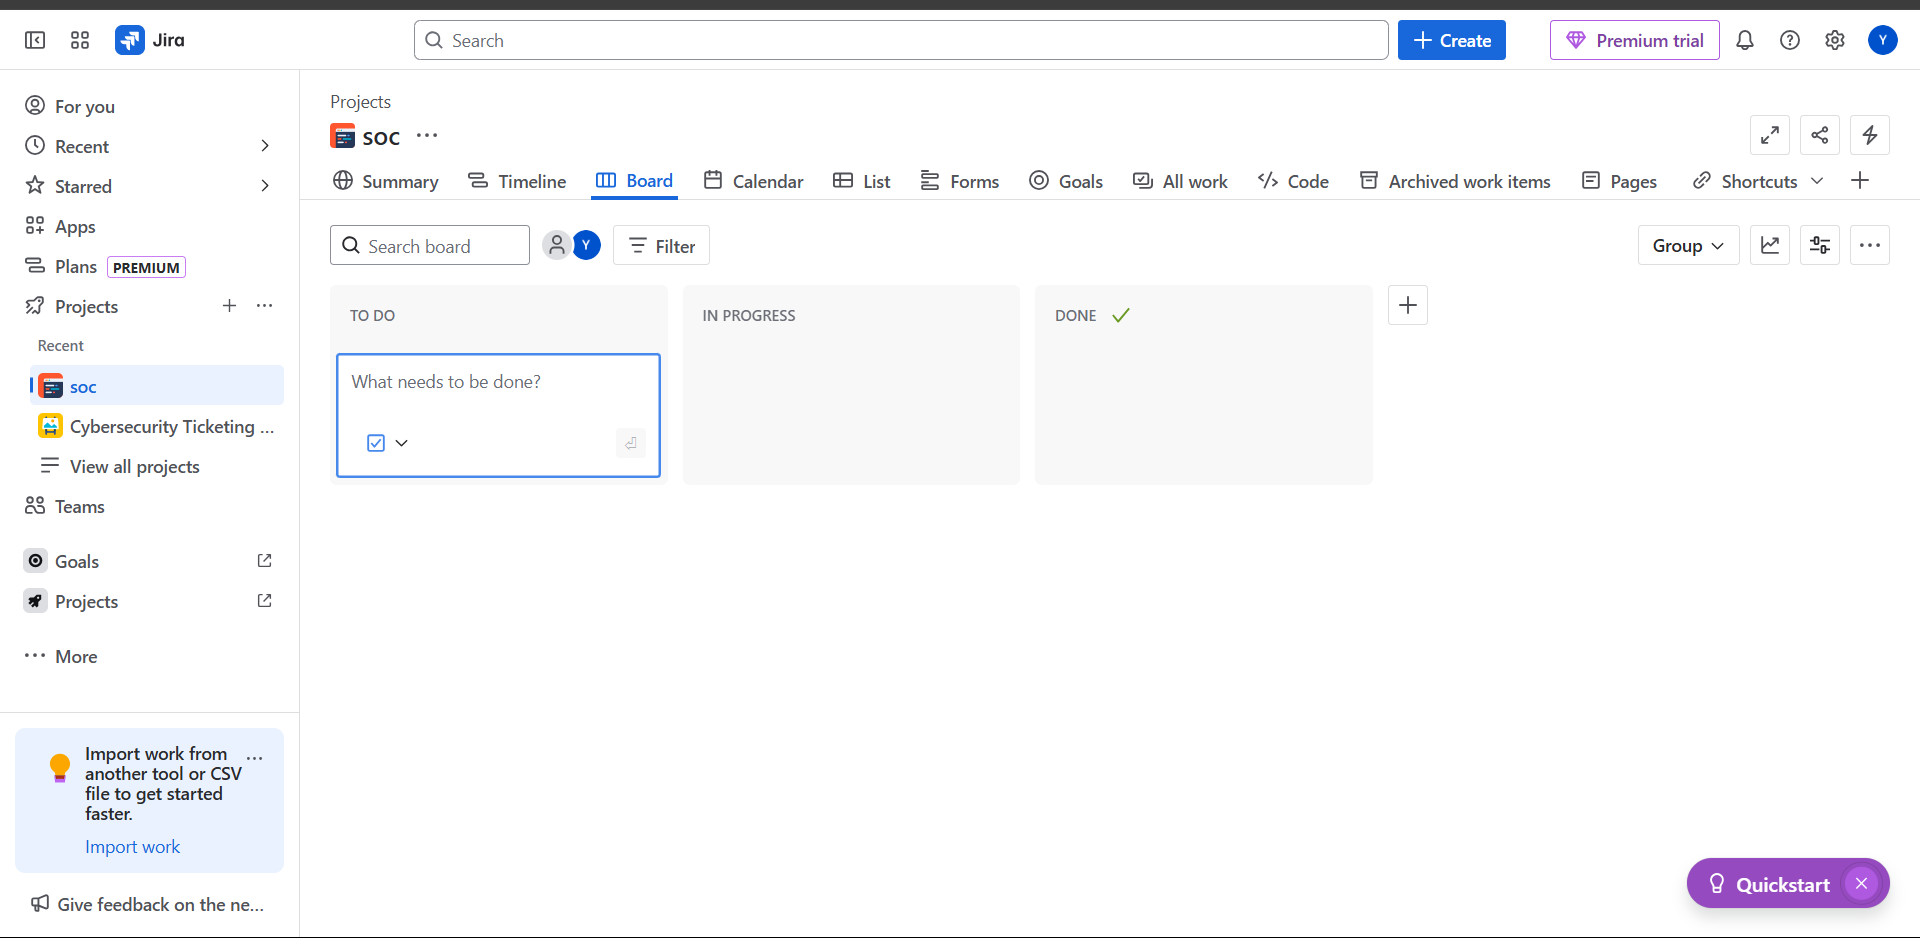 Jira
Search
Create
Premium trial
Y
For you
Recent
Starred
Apps
Plans PREMIUM
Projects
Recent
soc
Cybersecurity Ticketing ...
View all projects
Teams
Goals
Projects
More
Import work from
another tool or CSV
file to get started
faster.
Import work
Give feedback on the ne...
Projects
soc
Summary Timeline Board Calendar List Forms Goals All work Code Archived work items Pages Shortcuts
Search board
Y
Filter
Group
TO DO
What needs to be done?
IN PROGRESS
DONE
Quickstart